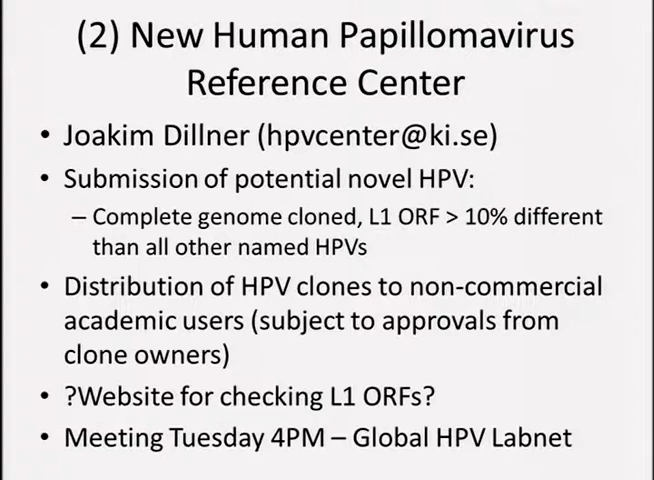 (2) New Human Papillomavirus
Reference Center
• Joakim Dillner (hpvcenter@ki.se)
• Submission of potential novel HPV:
– Complete genome cloned, L1 ORF > 10% different
than all other named HPVs
• Distribution of HPV clones to non-commercial
academic users (subject to approvals from
clone owners)
• ?Website for checking L1 ORFs?
• Meeting Tuesday 4PM – Global HPV Labnet